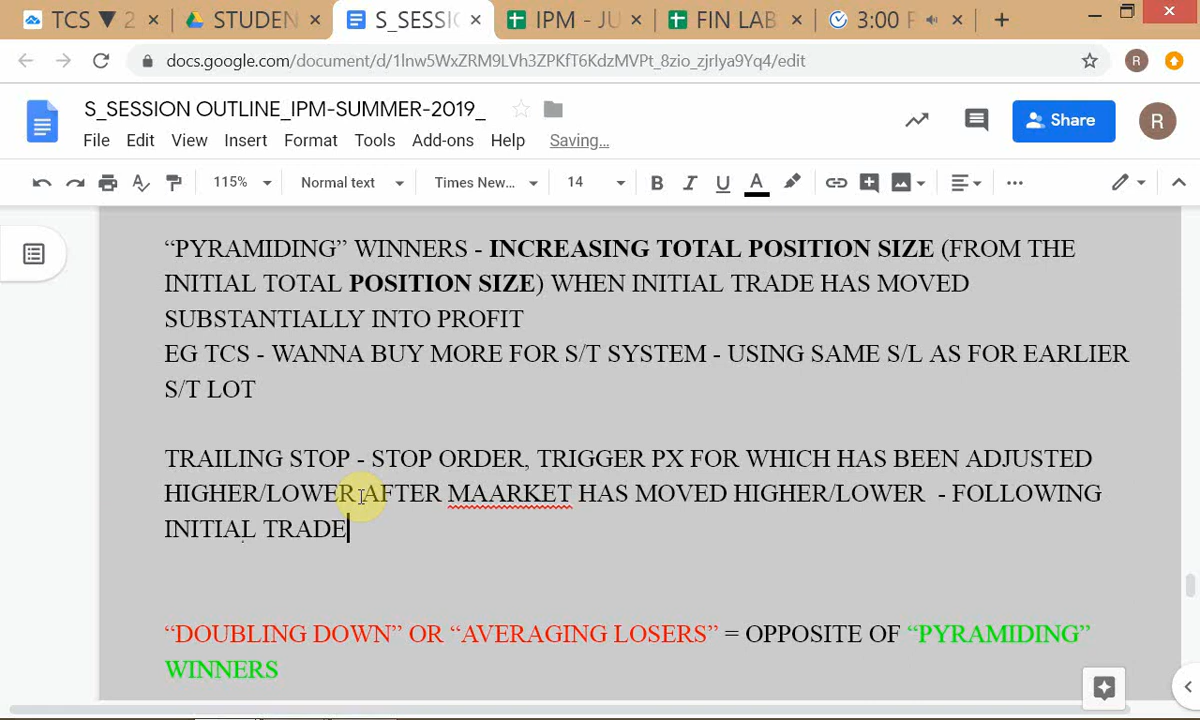 TCS ▼ 2
STUDEN
S_SESSI
IPM - JU
FIN LAB
3:00 P
docs.google.com/document/d/1lnw5WxZRM9LVh3ZPKfT6KdzMVPt_8zio_zjrIya9Yq4/edit
R
S_SESSION OUTLINE_IPM-SUMMER-2019_
File Edit View Insert Format Tools Add-ons Help Saving...
Share
R
115% Normal text Times New... 14 B I U A
“PYRAMIDING” WINNERS - INCREASING TOTAL POSITION SIZE (FROM THE
INITIAL TOTAL POSITION SIZE) WHEN INITIAL TRADE HAS MOVED
SUBSTANTIALLY INTO PROFIT
EG TCS - WANNA BUY MORE FOR S/T SYSTEM - USING SAME S/L AS FOR EARLIER
S/T LOT
TRAILING STOP - STOP ORDER, TRIGGER PX FOR WHICH HAS BEEN ADJUSTED
HIGHER/LOWER AFTER MAARKET HAS MOVED HIGHER/LOWER - FOLLOWING
INITIAL TRADE
“DOUBLING DOWN” OR “AVERAGING LOSERS” = OPPOSITE OF “PYRAMIDING”
WINNERS